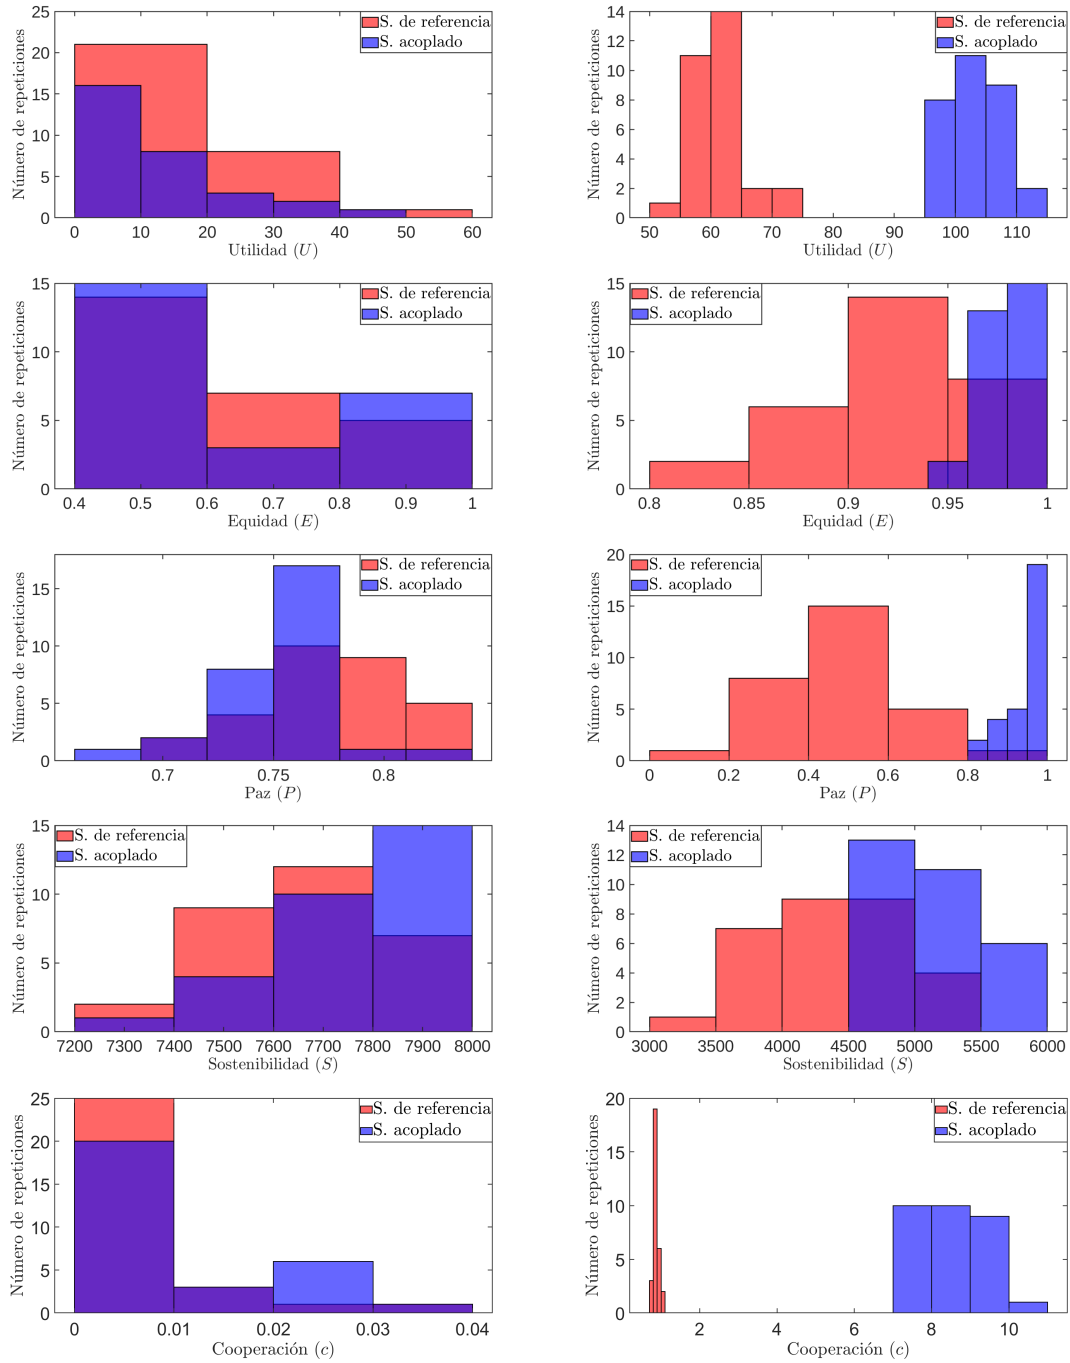 25
20
15
10
5
0
Número de repeticiones
S. de referencia
S. acoplado
0 10 20 30 40 50 60
Utilidad (U)
14
12
10
8
6
4
2
0
Número de repeticiones
S. de referencia
S. acoplado
50 60 70 80 90 100 110
Utilidad (U)
15
10
5
0
Número de repeticiones
S. de referencia
S. acoplado
0.4 0.5 0.6 0.7 0.8 0.9 1
Equidad (E)
15
10
5
0
Número de repeticiones
S. de referencia
S. acoplado
0.8 0.85 0.9 0.95 1
Equidad (E)
15
10
5
0
Número de repeticiones
S. de referencia
S. acoplado
0.7 0.75 0.8
Paz (P)
20
15
10
5
0
Número de repeticiones
S. de referencia
S. acoplado
0 0.2 0.4 0.6 0.8 1
Paz (P)
15
10
5
0
Número de repeticiones
S. de referencia
S. acoplado
7200 7300 7400 7500 7600 7700 7800 7900 8000
Sostenibilidad (S)
14
12
10
8
6
4
2
0
Número de repeticiones
S. de referencia
S. acoplado
3000 3500 4000 4500 5000 5500 6000
Sostenibilidad (S)
25
20
15
10
5
0
Número de repeticiones
S. de referencia
S. acoplado
0 0.01 0.02 0.03 0.04
Cooperación (c)
20
15
10
5
0
Número de repeticiones
S. de referencia
S. acoplado
2 4 6 8 10
Cooperación (c)